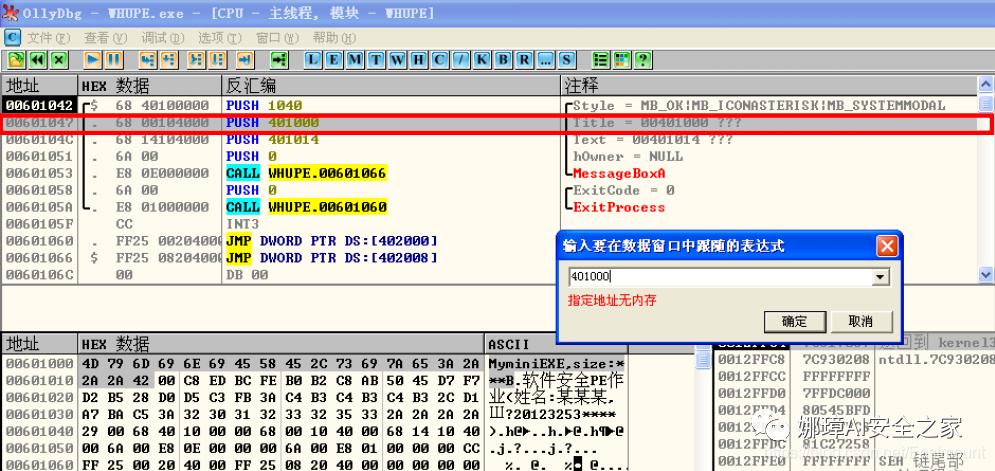 OllyDbg - WHUPE.exe - [CPU - 主线程, 模块 - WHUPE]
C 文件(F) 查看(V) 调试(D) 选项(T) 窗口(W) 帮助(H)
L E M T W H C / K B R ... S ?
地址 HEX 数据 反汇编 注释
00601042 $ 68 40100000 PUSH 1040 Style = MB_OK|MB_ICONASTERISK|MB_SYSTEMMODAL
00601047 . 68 00104000 PUSH 401000 Title = 00401000 ???
0060104C . 68 14104000 PUSH 401014 Text = 00401014 ???
00601051 . 6A 00 PUSH 0 hOwner = NULL
00601053 . E8 0E000000 CALL WHUPE.00601066 MessageBoxA
00601058 . 6A 00 PUSH 0 ExitCode = 0
0060105A . E8 01000000 CALL WHUPE.00601060 ExitProcess
0060105F CC INT3
00601060 . FF25 00204000 JMP DWORD PTR DS:[402000]
00601066 $ FF25 08204000 JMP DWORD PTR DS:[402008]
0060106C 00 DB 00
输入要在数据窗口中跟随的表达式
401000
指定地址无内存
确定 取消
地址 HEX 数据 ASCII
00601000 4D 79 6D 69 6E 69 45 58 45 2C 73 69 7A 65 3A 2A MyminiEXE,size:*
00601010 2A 2A 42 00 C8 ED BC FE B0 B2 C8 AB 50 45 D7 F7 **B.软件安全PE作
00601020 D2 B5 28 D0 D5 C3 FB 3A C4 B3 C4 B3 C4 B3 2C D1 业(姓名:某某某,
00601030 A7 BA C5 3A 32 30 31 32 33 32 35 33 2A 2A 2A 2A ?20123253****
00601040 29 00 68 40 10 00 00 68 00 10 40 00 68 14 10 40 ).h@..h.@.h@
00601050 00 6A 00 E8 0E 00 00 00 6A 00 E8 01 00 00 00 CC .j.?...j.?...
00601060 FF 25 00 20 40 00 FF 25 08 20 40 00 00 00 00 00 %. @. % @.....
返回到 kernel3
0012FFC8 7C930208 ntdll.7C930208
0012FFCC FFFFFFFF
0012FFD0 7FFDC000
0012FFD4 80545BFD
0012FFDC 81C27258
0012FFE0 FFFFFFFF SEH 链尾部
娜璋AI安全之家